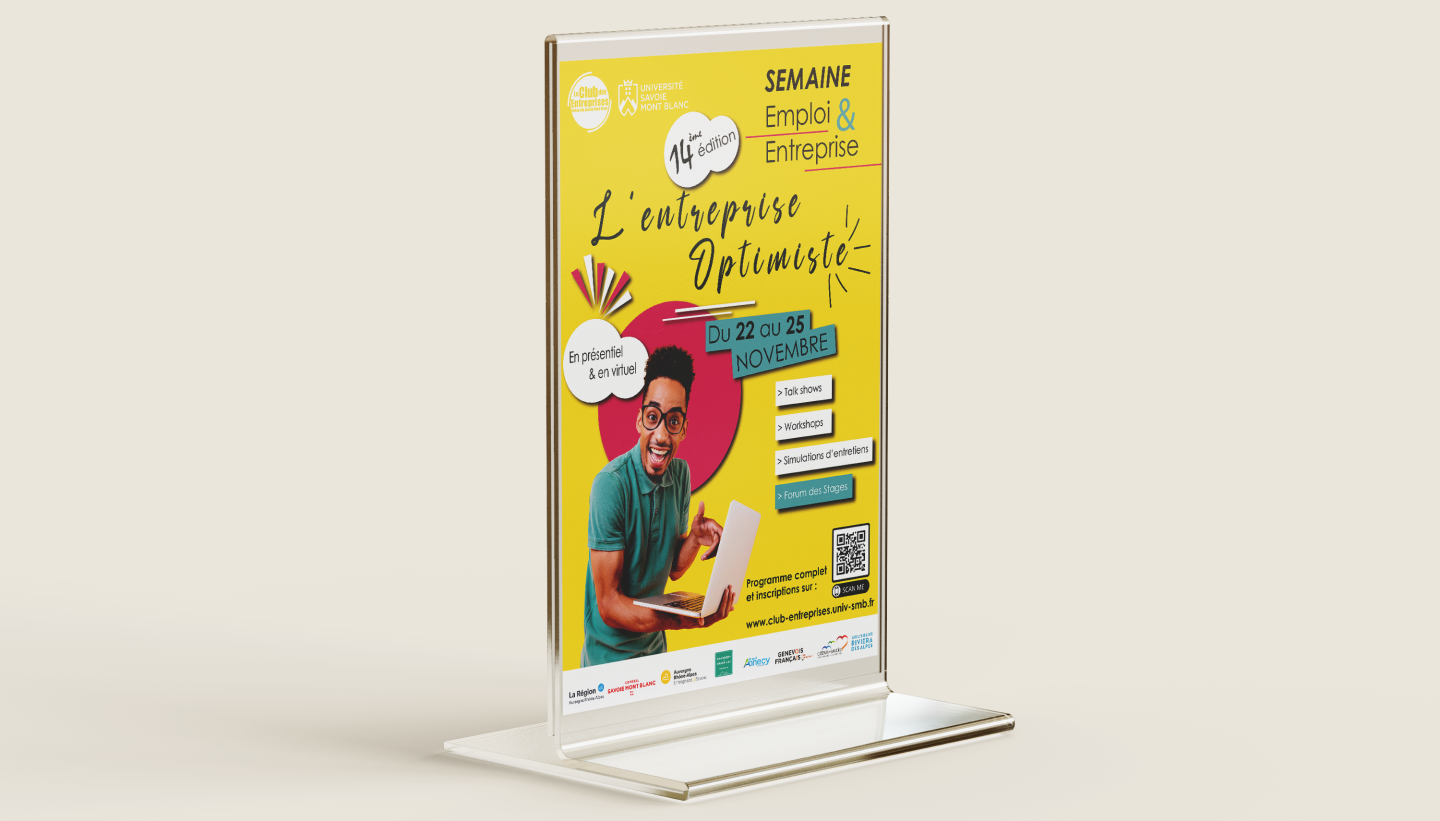 Le Club des
Entreprises
UNIVERSITÉ
SAVOIE
MONT BLANC
SEMAINE
Emploi &
Entreprise
14ème édition
L'entreprise
Optimiste
Du 22 au 25
NOVEMBRE
En présentiel
& en virtuel
> Talk shows
> Workshops
> Simulations d'entretiens
> Forum des Stages
Programme complet
et inscriptions sur :
SCAN ME
www.club-entreprises.univ-smb.fr
La Région
Auvergne-Rhône-Alpes
CONSEIL
SAVOIE MONT BLANC
Auvergne
Rhône-Alpes
Annecy
GENEVOIS
FRANÇAIS
RIVIERA
DES ALPES